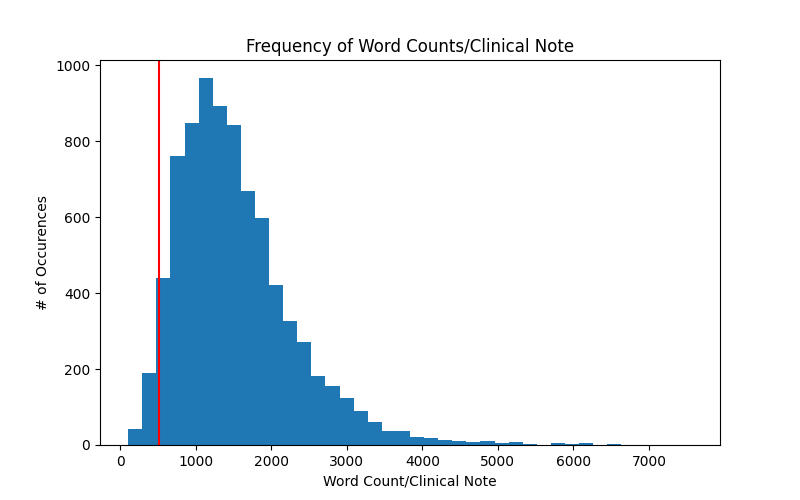 Frequency of Word Counts/Clinical Note
1000
800
600
400
200
0
# of Occurences
0 1000 2000 3000 4000 5000 6000 7000
Word Count/Clinical Note